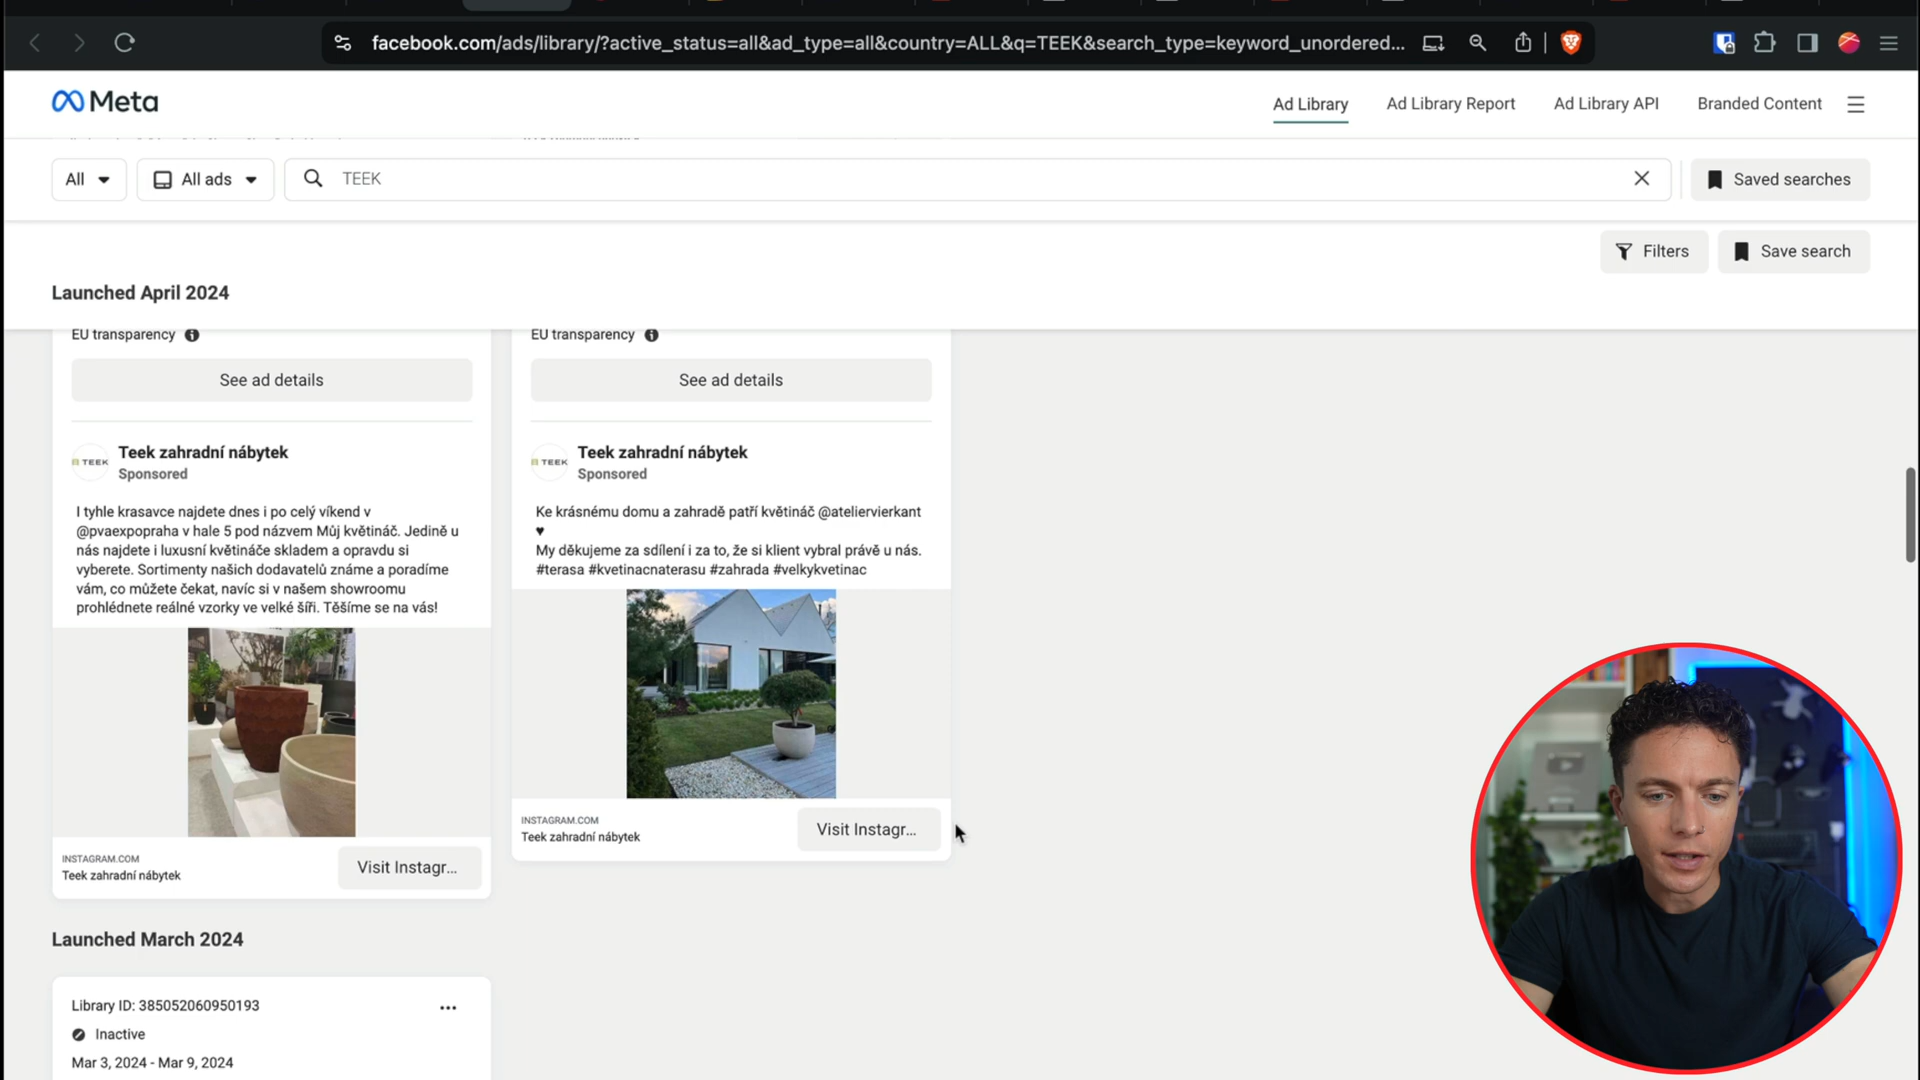 facebook.com/ads/library/?active_status=all&ad_type=all&country=ALL&q=TEEK&search_type=keyword_unordered...
Meta
Ad Library
Ad Library Report
Ad Library API
Branded Content
All
All ads
TEEK
Saved searches
Filters
Save search
Launched April 2024
EU transparency
See ad details
TEEK
Teek zahradní nábytek
Sponsored
I tyhle krasavce najdete dnes i po celý víkend v
@pvaexpopraha v hale 5 pod názvem Můj květináč. Jedině u
nás najdete i luxusní květináče skladem a opravdu si
vyberete. Sortimenty našich dodavatelů známe a poradíme
vám, co můžete čekat, navíc si v našem showroomu
prohlédnete reálné vzorky ve velké šíři. Těšíme se na vás!
INSTAGRAM.COM
Teek zahradní nábytek
Visit Instagr...
EU transparency
See ad details
TEEK
Teek zahradní nábytek
Sponsored
Ke krásnému domu a zahradě patří květináč @ateliervierkant
♥
My děkujeme za sdílení i za to, že si klient vybral právě u nás.
#terasa #kvetinacnaterasu #zahrada #velkykvetinac
INSTAGRAM.COM
Teek zahradní nábytek
Visit Instagr...
Launched March 2024
Library ID: 385052060950193
Inactive
Mar 3, 2024 - Mar 9, 2024